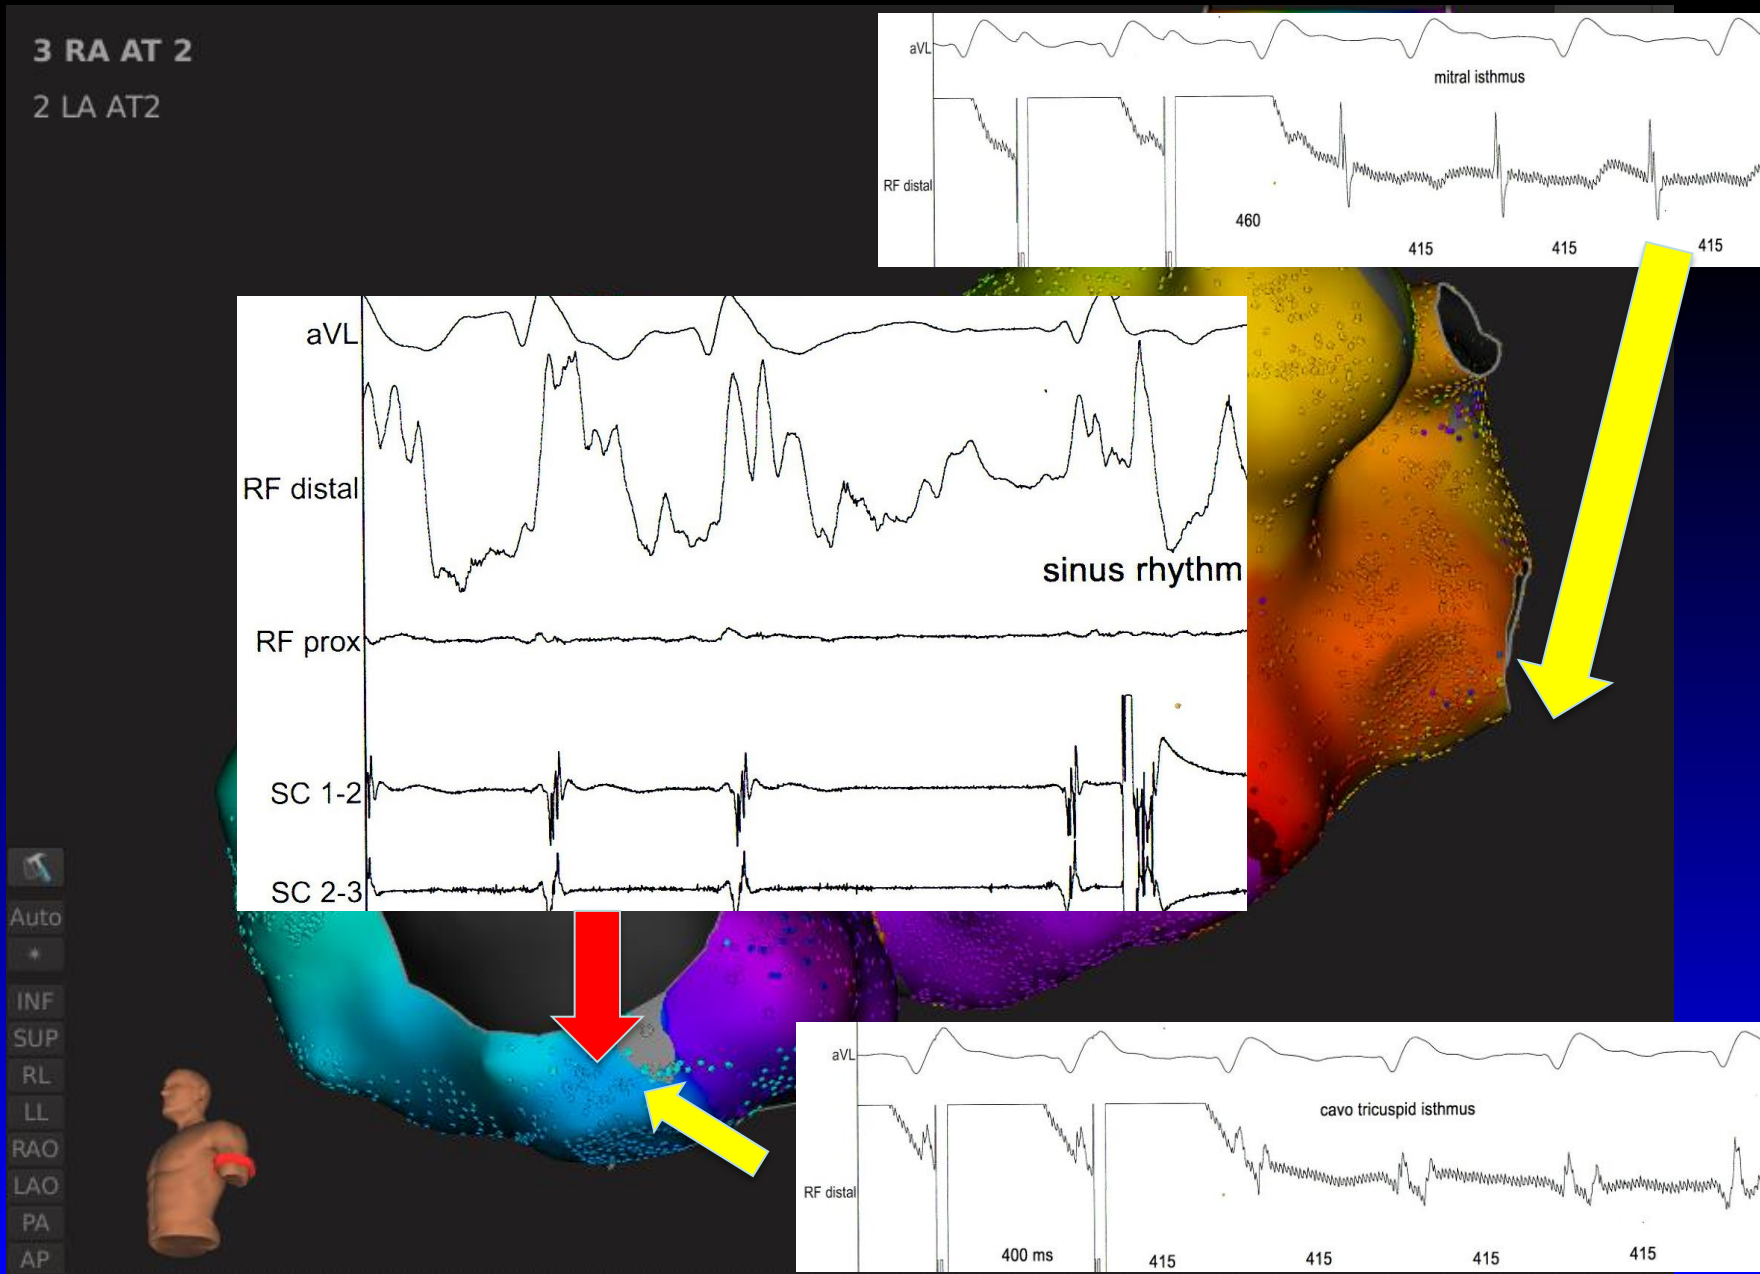 3 RA AT 2
2 LA AT2
aVL
mitral isthmus
RF distal
460
415
415
415
aVL
RF distal
sinus rhythm
RF prox
SC 1-2
SC 2-3
Auto
INF
SUP
RL
LL
RAO
LAO
PA
AP
aVL
cavo tricuspid isthmus
RF distal
400 ms
415
415
415
415